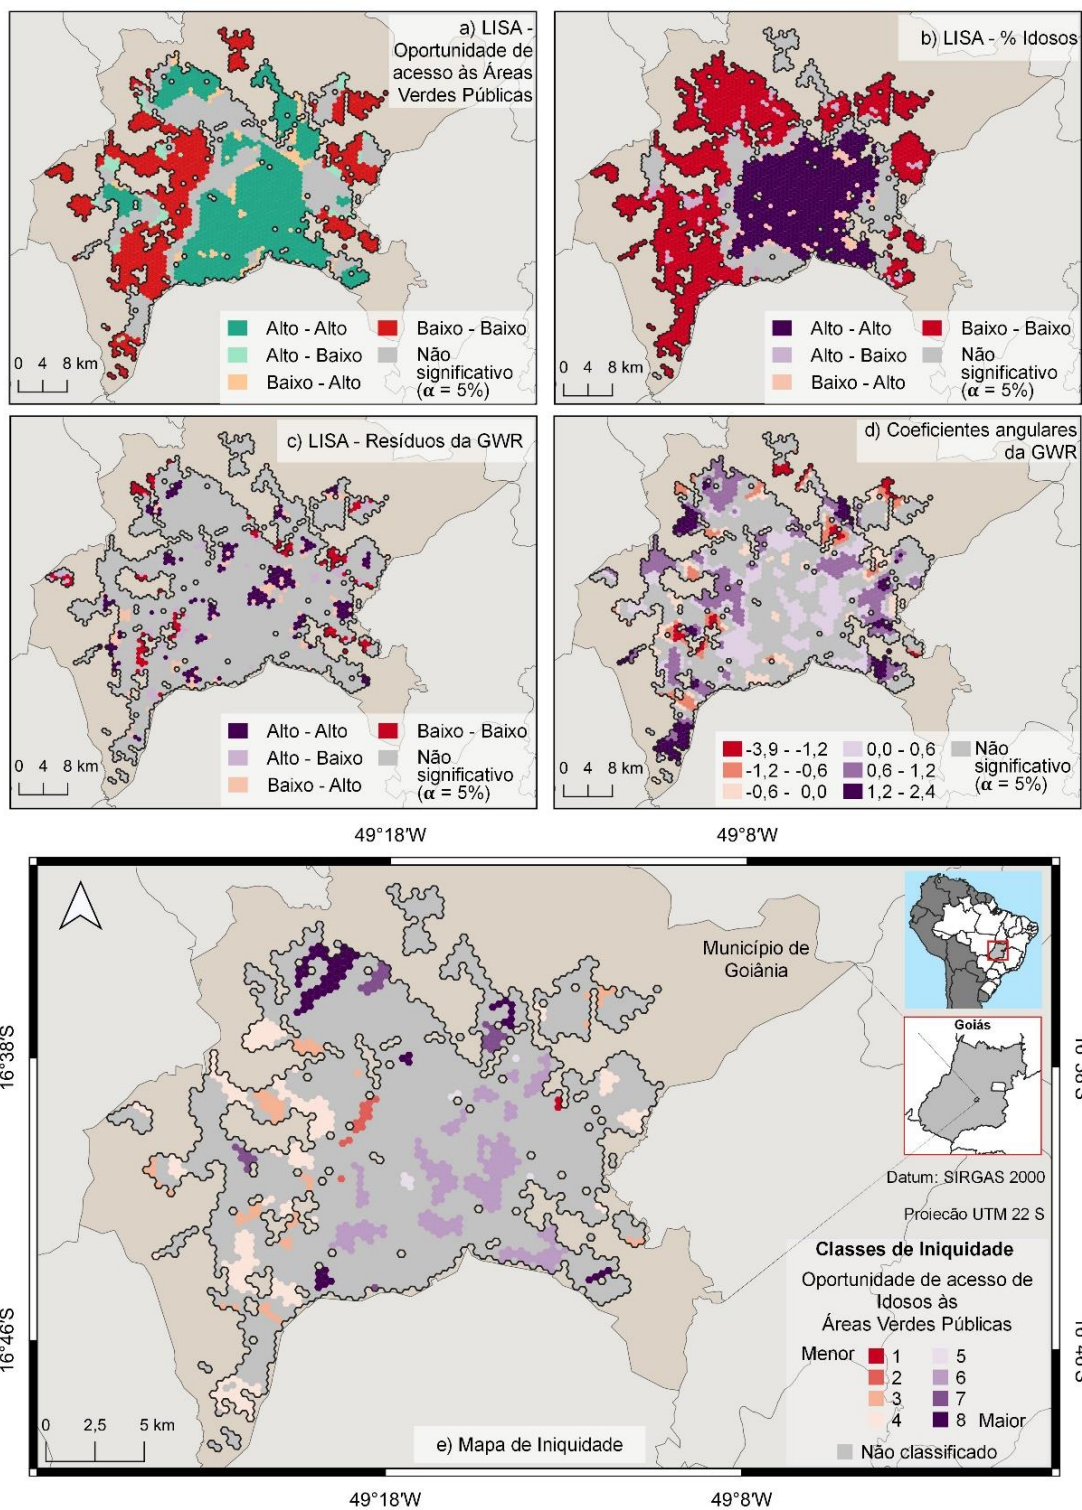 a) LISA -
Oportunidade de
acesso às Áreas
Verdes Públicas
Alto - Alto
Baixo - Baixo
Alto - Baixo
Não
significativo
(α = 5%)
Baixo - Alto
0 4 8 km
b) LISA - % Idosos
Alto - Alto
Baixo - Baixo
Alto - Baixo
Não
significativo
(α = 5%)
Baixo - Alto
0 4 8 km
c) LISA - Resíduos da GWR
Alto - Alto
Baixo - Baixo
Alto - Baixo
Não
significativo
(α = 5%)
Baixo - Alto
0 4 8 km
d) Coeficientes angulares
da GWR
-3,9 - -1,2
0,0 - 0,6
Não
significativo
(α = 5%)
-1,2 - -0,6
0,6 - 1,2
-0,6 - 0,0
1,2 - 2,4
0 4 8 km
49°18'W
49°8'W
Município de
Goiânia
Goiás
16°38'S
16°38'S
Datum: SIRGAS 2000
Projecão UTM 22 S
Classes de Iniquidade
Oportunidade de acesso de
Idosos às
Áreas Verdes Públicas
Menor 1 5
2 6
3 7
4 8 Maior
Não classificado
16°46'S
16°46'S
0 2,5 5 km
e) Mapa de Iniquidade
49°18'W
49°8'W